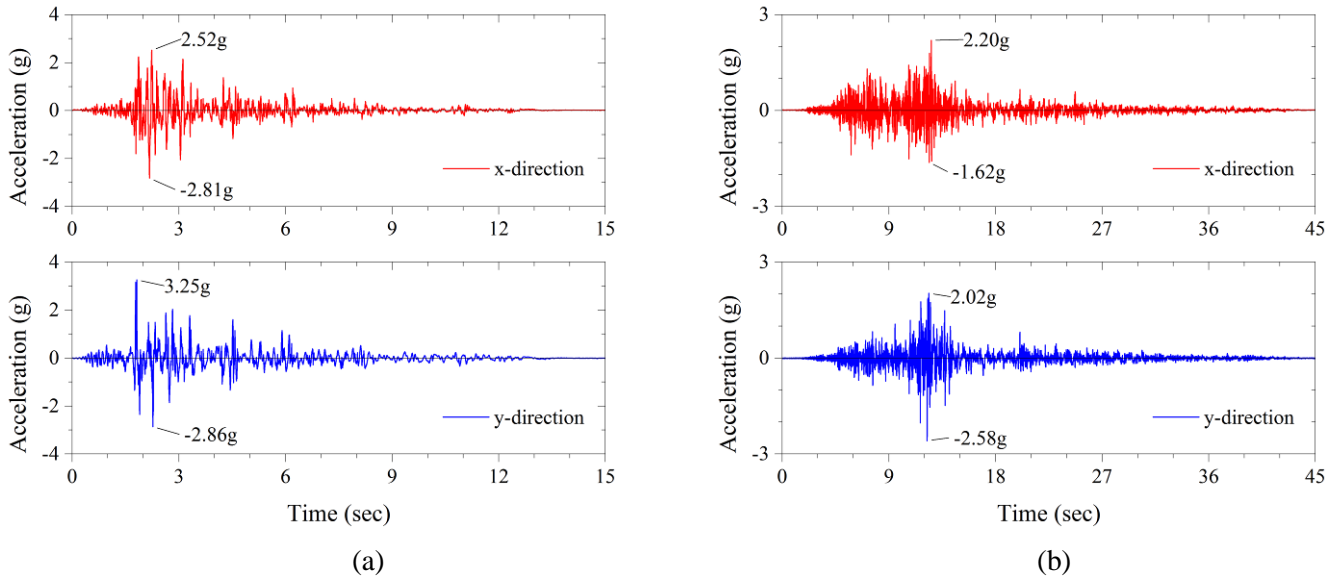 4
2
0
-2
-4
Acceleration (g)
2.52g
-2.81g
x-direction
0 3 6 9 12 15
4
2
0
-2
-4
Acceleration (g)
3.25g
-2.86g
y-direction
0 3 6 9 12 15
Time (sec)
(a)
3
0
-3
Acceleration (g)
2.20g
-1.62g
x-direction
0 9 18 27 36 45
3
0
-3
Acceleration (g)
2.02g
-2.58g
y-direction
0 9 18 27 36 45
Time (sec)
(b)